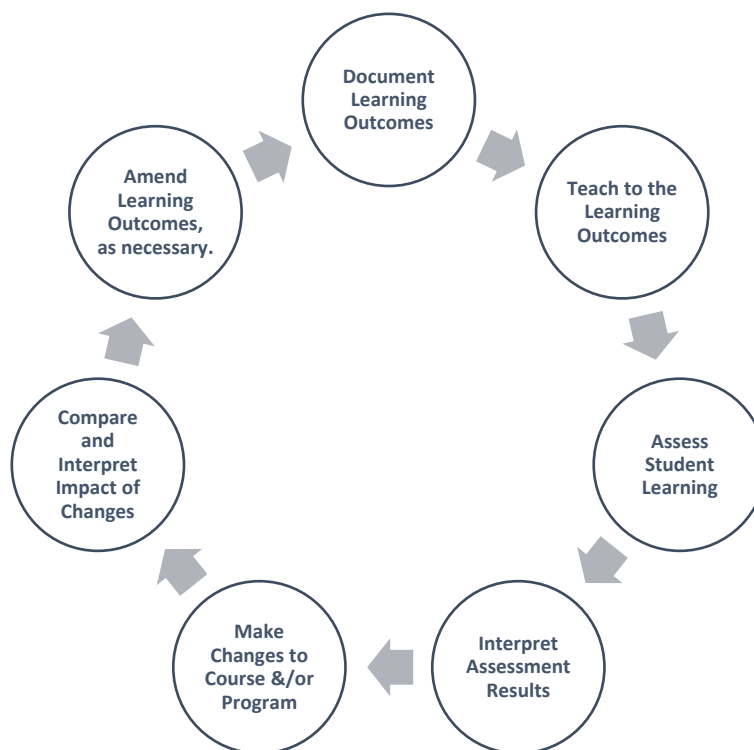 Document
Learning
Outcomes
Teach to the
Learning
Outcomes
Assess
Student
Learning
Interpret
Assessment
Results
Make
Changes to
Course &/or
Program
Compare
and
Interpret
Impact of
Changes
Amend
Learning
Outcomes,
as necessary.